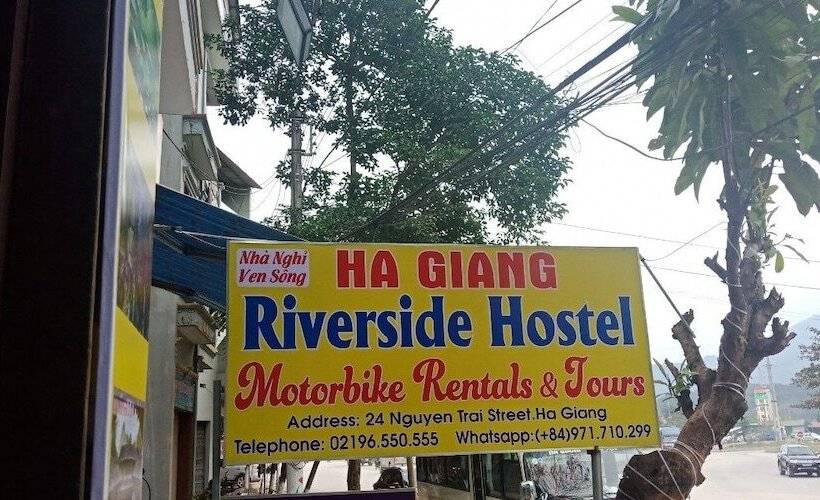 Nhà Nghỉ
Ven Sông
HA GIANG
Riverside Hostel
Motorbike Rentals & Tours
Address: 24 Nguyen Trai Street.Ha Giang
Telephone: 02196.550.555 Whatsapp:(+84)971.710.299